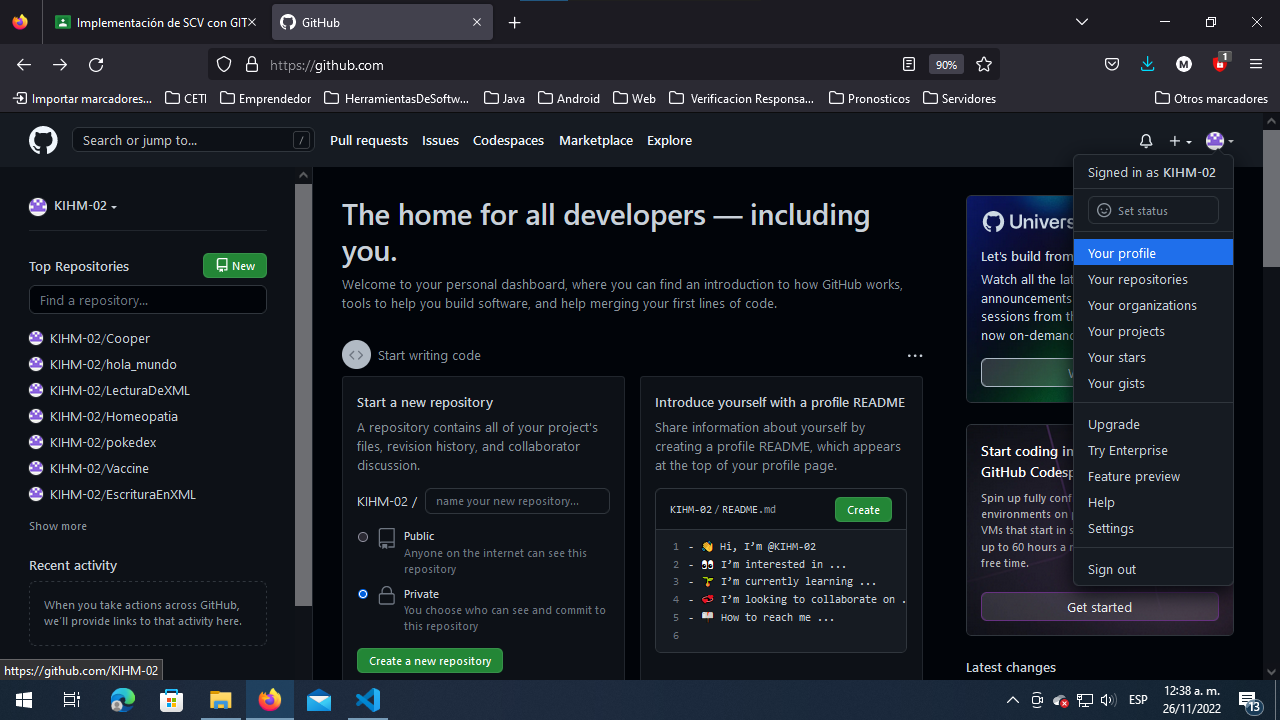 Implementación de SCV con GIT
GitHub
https://github.com
90%
1
Importar marcadores...
CETI
Emprendedor
HerramientasDeSoftw...
Java
Android
Web
Verificacion Responsa...
Pronosticos
Servidores
Otros marcadores
Search or jump to...
/
Pull requests
Issues
Codespaces
Marketplace
Explore
Signed in as KIHM-02
Set status
Your profile
Your repositories
Your organizations
Your projects
Your stars
Your gists
Upgrade
Try Enterprise
Feature preview
Help
Settings
Sign out
KIHM-02
Top Repositories
New
Find a repository...
KIHM-02/Cooper
KIHM-02/hola_mundo
KIHM-02/LecturaDeXML
KIHM-02/Homeopatia
KIHM-02/pokedex
KIHM-02/Vaccine
KIHM-02/EscrituraEnXML
Show more
Recent activity
When you take actions across GitHub,
we'll provide links to that activity here.
The home for all developers — including
you.
Welcome to your personal dashboard, where you can find an introduction to how GitHub works,
tools to help you build software, and help merging your first lines of code.
Start writing code
Start a new repository
A repository contains all of your project's
files, revision history, and collaborator
discussion.
KIHM-02 /
name your new repository...
Public
Anyone on the internet can see this
repository
Private
You choose who can see and commit to
this repository
Create a new repository
Introduce yourself with a profile README
Share information about yourself by
creating a profile README, which appears
at the top of your profile page.
KIHM-02 / README.md
Create
1 - 👋 Hi, I'm @KIHM-02
2 - 👀 I'm interested in ...
3 - 🌱 I'm currently learning ...
4 - 💞️ I'm looking to collaborate on .
5 - 📫 How to reach me ...
6
Let's build from
Watch all the lat
announcements
sessions from th
now on-demand
Start coding in
GitHub Codesp
Spin up fully conf
environments on p
VMs that start in s
up to 60 hours a m
free time.
Get started
Latest changes
https://github.com/KIHM-02
ESP
12:38 a. m.
26/11/2022
13